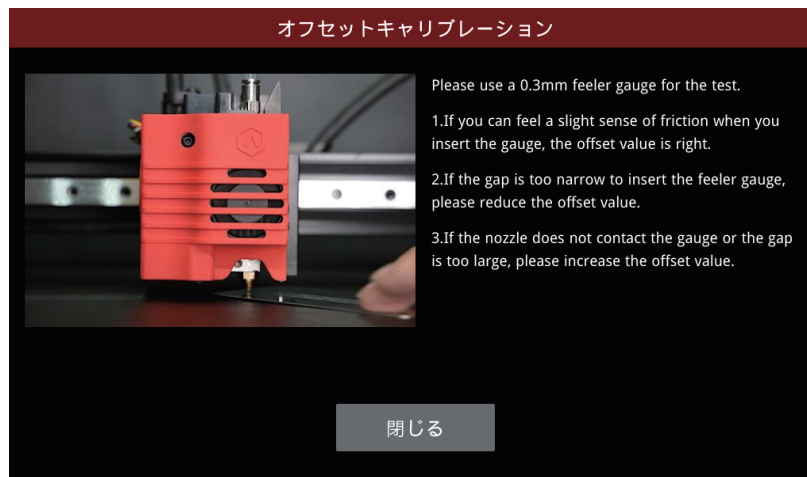 オフセットキャリブレーション
Please use a 0.3mm feeler gauge for the test.
1.If you can feel a slight sense of friction when you
insert the gauge, the offset value is right.
2.If the gap is too narrow to insert the feeler gauge,
please reduce the offset value.
3.If the nozzle does not contact the gauge or the gap
is too large, please increase the offset value.
閉じる